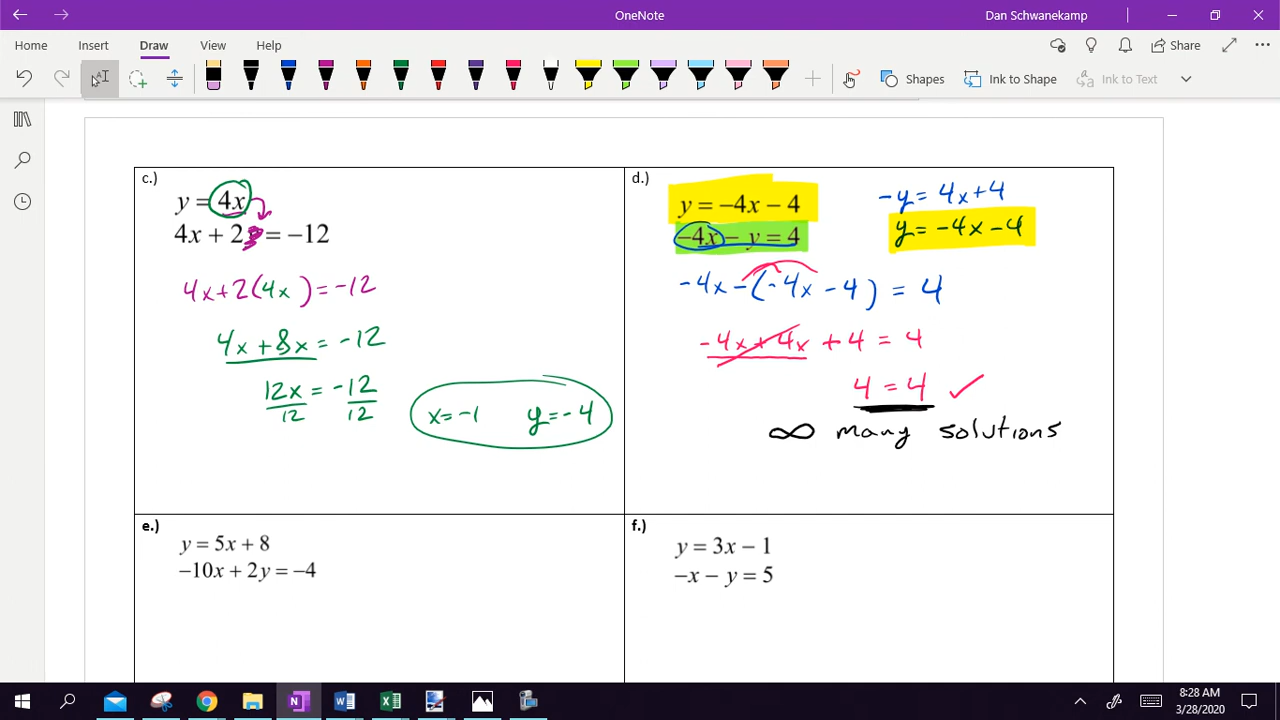 OneNote
Dan Schwanekamp
Home Insert Draw View Help
Share
Shapes Ink to Shape Ink to Text
c.)
y = 4x
4x + 2y = −12
4x+2(4x)=-12
4x+8x=-12
12x = -12
12 12
x=-1 y=-4
d.)
y = −4x − 4
−4x − y = 4
-y = 4x+4
y= -4x-4
-4x-(-4x-4) = 4
-4x+4x+4 = 4
4 = 4 ✓
∞ many solutions
e.)
y = 5x + 8
−10x + 2y = −4
f.)
y = 3x − 1
−x − y = 5
8:28 AM
3/28/2020